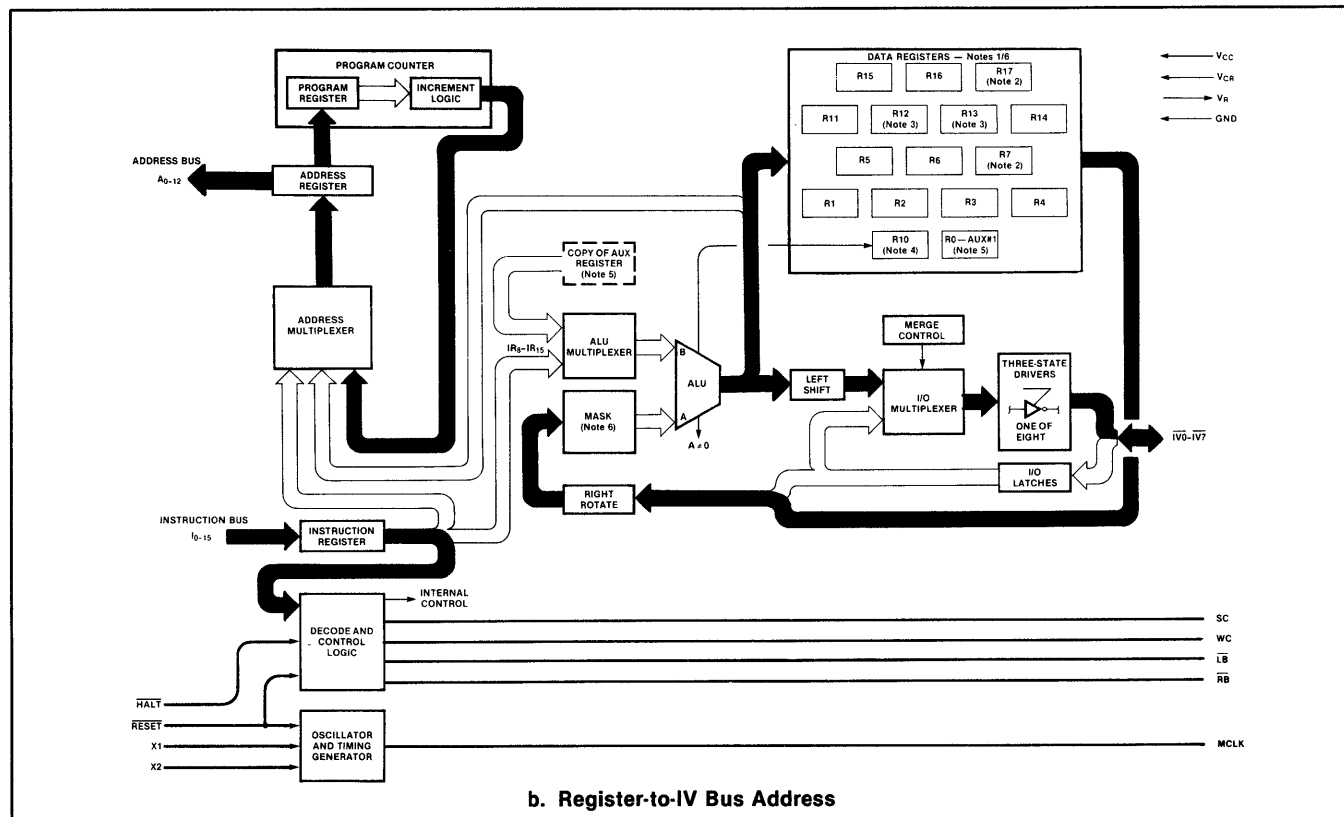 PROGRAM COUNTER
PROGRAM
REGISTER
INCREMENT
LOGIC
ADDRESS BUS
A0–12
ADDRESS
REGISTER
ADDRESS
MULTIPLEXER
COPY OF AUX
REGISTER
(Note 5)
IR8–IR15
ALU
MULTIPLEXER
MASK
(Note 6)
B
ALU
A
A ≠ 0
RIGHT
ROTATE
DATA REGISTERS — Notes 1/6
R15
R16
R17
(Note 2)
R11
R12
(Note 3)
R13
(Note 3)
R14
R5
R6
R7
(Note 2)
R1
R2
R3
R4
R10
(Note 4)
R0—AUX#1
(Note 5)
VCC
VCR
VR
GND
LEFT
SHIFT
MERGE
CONTROL
I/O
MULTIPLEXER
THREE-STATE
DRIVERS
ONE OF
EIGHT
I/O
LATCHES
IV0-IV7
INSTRUCTION BUS
I0–15
INSTRUCTION
REGISTER
INTERNAL
CONTROL
DECODE AND
CONTROL
LOGIC
SC
WC
LB
RB
HALT
RESET
X1
X2
OSCILLATOR
AND TIMING
GENERATOR
MCLK
b. Register-to-IV Bus Address